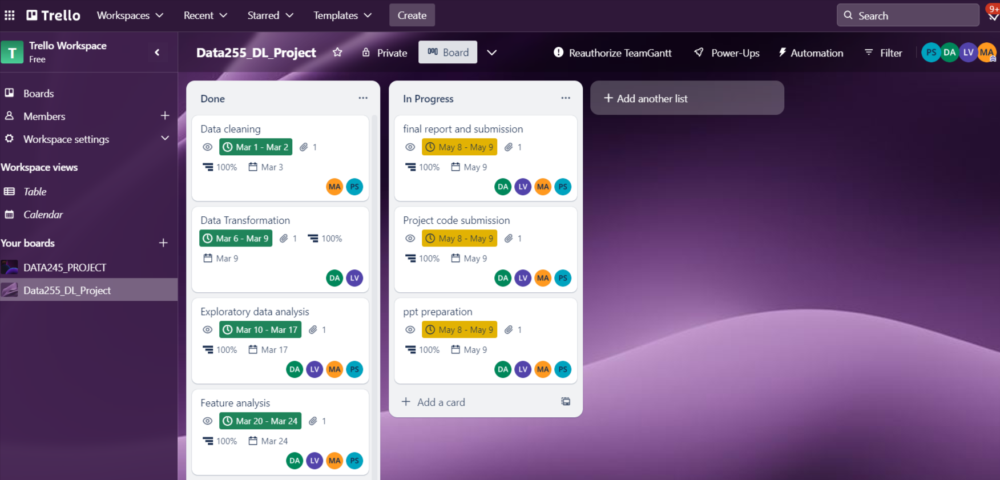 Trello
Workspaces
Recent
Starred
Templates
Create
Search
9+
T
Trello Workspace
Free
Data255_DL_Project
Private
Board
Reauthorize TeamGantt
Power-Ups
Automation
Filter
PS DA LV MA
Boards
Members
Workspace settings
Workspace views
Table
Calendar
Your boards
DATA245_PROJECT
Data255_DL_Project
Done
Data cleaning
Mar 1 - Mar 2 1
100% Mar 3
MA PS
Data Transformation
Mar 6 - Mar 9 1 100%
Mar 9
DA LV
Exploratory data analysis
Mar 10 - Mar 17 1
100% Mar 17
DA LV MA PS
Feature analysis
Mar 20 - Mar 24 1
100% Mar 24
DA LV MA PS
In Progress
final report and submission
May 8 - May 9 1
100% May 9
DA LV MA PS
Project code submission
May 8 - May 9 1
100% May 9
DA LV MA PS
ppt preparation
May 8 - May 9 1
100% May 9
DA LV MA PS
+ Add a card
+ Add another list